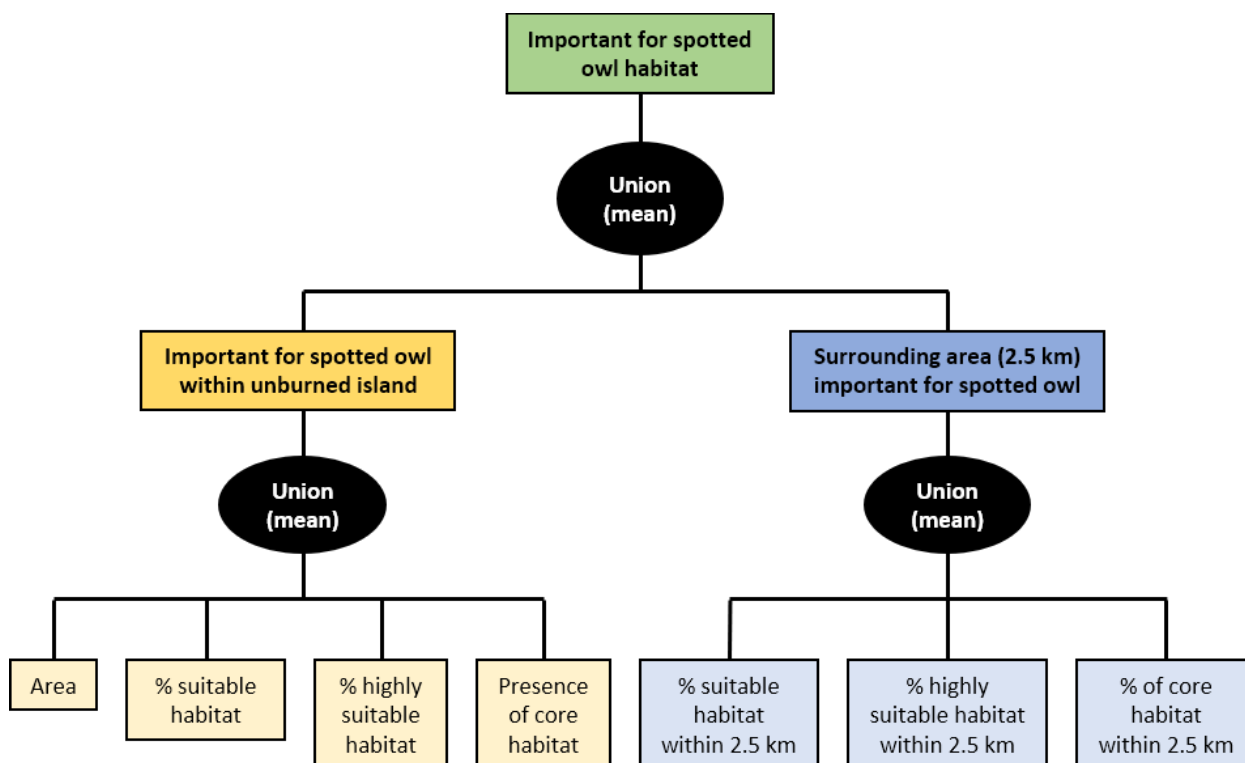 Important for spotted
owl habitat
Union
(mean)
Important for spotted owl
within unburned island
Surrounding area (2.5 km)
important for spotted owl
Union
(mean)
Union
(mean)
Area
% suitable
habitat
% highly
suitable
habitat
Presence
of core
habitat
% suitable
habitat
within 2.5 km
% highly
suitable habitat
within 2.5 km
% of core
habitat
within 2.5 km